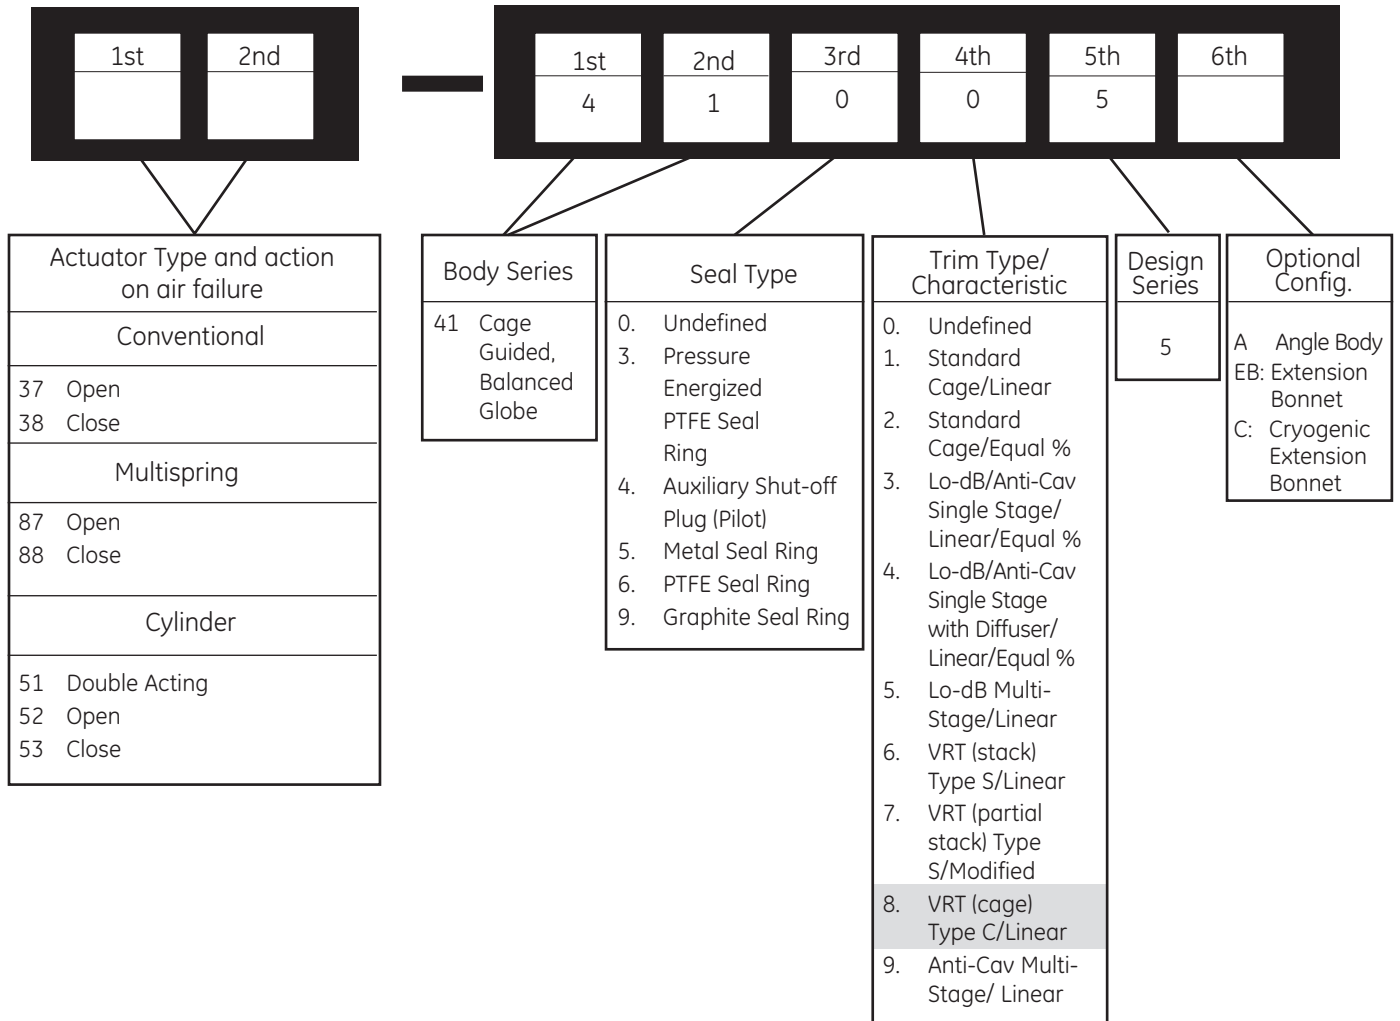 1st
2nd
1st
2nd
3rd
4th
5th
6th
4
1
0
0
5
Actuator Type and action
on air failure
Conventional
37 Open
38 Close
Multispring
87 Open
88 Close
Cylinder
51 Double Acting
52 Open
53 Close
Body Series
41 Cage
Guided,
Balanced
Globe
Seal Type
0. Undefined
3. Pressure
Energized
PTFE Seal
Ring
4. Auxiliary Shut-off
Plug (Pilot)
5. Metal Seal Ring
6. PTFE Seal Ring
9. Graphite Seal Ring
Trim Type/
Characteristic
0. Undefined
1. Standard
Cage/Linear
2. Standard
Cage/Equal %
3. Lo-dB/Anti-Cav
Single Stage/
Linear/Equal %
4. Lo-dB/Anti-Cav
Single Stage
with Diffuser/
Linear/Equal %
5. Lo-dB Multi-
Stage/Linear
6. VRT (stack)
Type S/Linear
7. VRT (partial
stack) Type
S/Modified
8. VRT (cage)
Type C/Linear
9. Anti-Cav Multi-
Stage/ Linear
Design
Series
5
Optional
Config.
A Angle Body
EB: Extension
Bonnet
C: Cryogenic
Extension
Bonnet